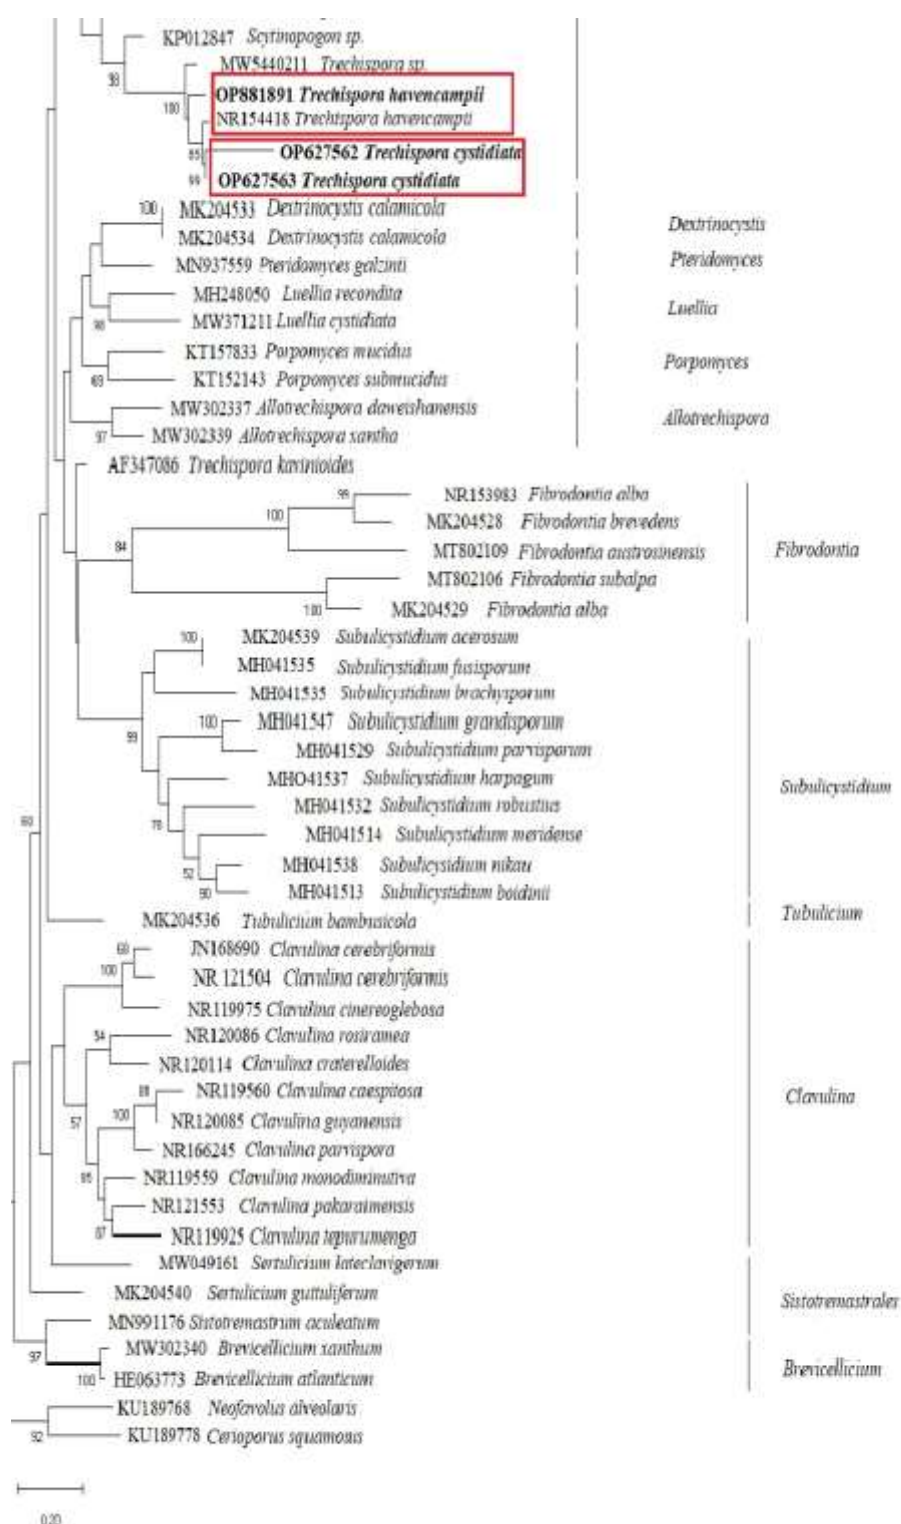 KP012847 Scytinopogon sp.
98
MW5440211 Trechispora sp.
100
OP881891 Trechispora havencampii
NR154418 Trechispora havencampii
OP627562 Trechispora cystidiata
99
OP627563 Trechispora cystidiata
100
MK204533 Dextrinocystis calamicola
MK204534 Dextrinocystis calamicola
Dextrinocystis
MN937559 Pteridomyces galzinii
Pteridomyces
MH248050 Luellia recondita
Luellia
98
MW371211 Luellia cystidiata
KT157833 Porpomyces mucidus
Porpomyces
69
KT152143 Porpomyces submucidus
MW302337 Allotrechispora daweishanensis
Allotrechispora
97
MW302339 Allotrechispora xantha
AF347086 Trechispora kavinioides
99
NR153983 Fibrodontia alba
100
MK204528 Fibrodontia brevedens
84
MT802109 Fibrodontia austrosinensis
Fibrodontia
MT802106 Fibrodontia subalpa
100
MK204529 Fibrodontia alba
100
MK204539 Subulicystidium acerosum
MH041535 Subulicystidium fusisporum
MH041535 Subulicystidium brachysporum
99
100
MH041547 Subulicystidium grandisporum
MH041529 Subulicystidium parvisporum
MHO41537 Subulicystidium harpagum
Subulicystidium
MH041532 Subulicystidium robustius
78
MH041514 Subulicystidium meridense
52
MH041538 Subulicysidium nikau
90
MH041513 Subulicystidium boidinii
MK204536 Tubulicium bambusicola
Tubulicium
68
JN168690 Clavulina cerebriformis
100
NR 121504 Clavulina cerebriformis
NR119975 Clavulina cinereoglebosa
54
NR120086 Clavulina rosiramea
NR120114 Clavulina craterelloides
88
NR119560 Clavulina caespitosa
Clavulina
57
100
NR120085 Clavulina guyanensis
NR166245 Clavulina parvispora
95
NR119559 Clavulina monodiminutiva
NR121553 Clavulina pakaraimensis
87
NR119925 Clavulina tepurumenga
MW049161 Sertulicium lateclavigerum
MK204540 Sertulicium guttuliferum
Sistotremastrales
MN991176 Sistotremastrum aculeatum
97
MW302340 Brevicellicium xanthum
Brevicellicium
100
HE063773 Brevicellicium atlanticum
KU189768 Neofavolus alveolaris
92
KU189778 Cerioporus squamosus
0.20